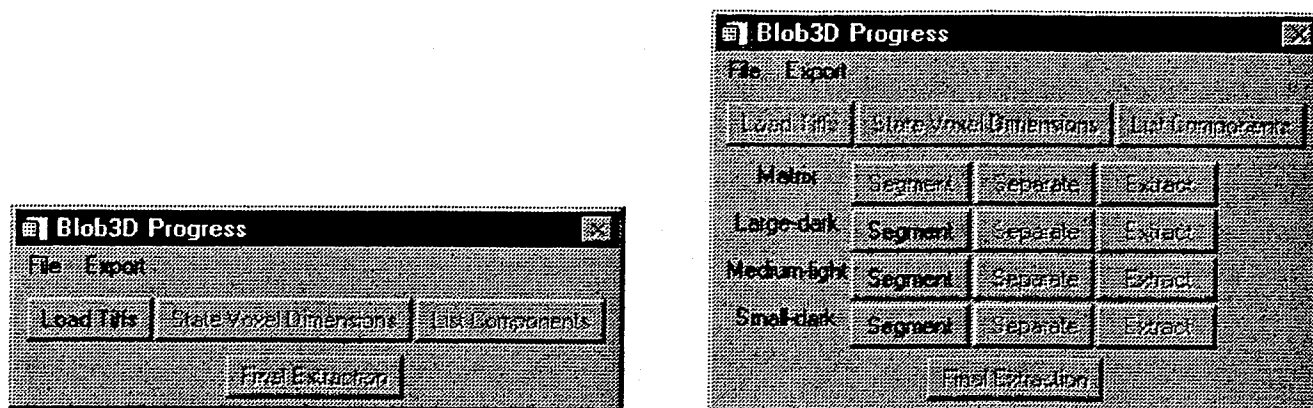 Blob3D Progress
File Export
Load Tiffs State Voxel Dimensions List Components
Final Extraction
Blob3D Progress
File Export
Load Tiffs State Voxel Dimensions List Components
Matrix Segment Separate Extract
Large-dark Segment Separate Extract
Medium-light Segment Separate Extract
Small-dark Segment Separate Extract
Final Extraction